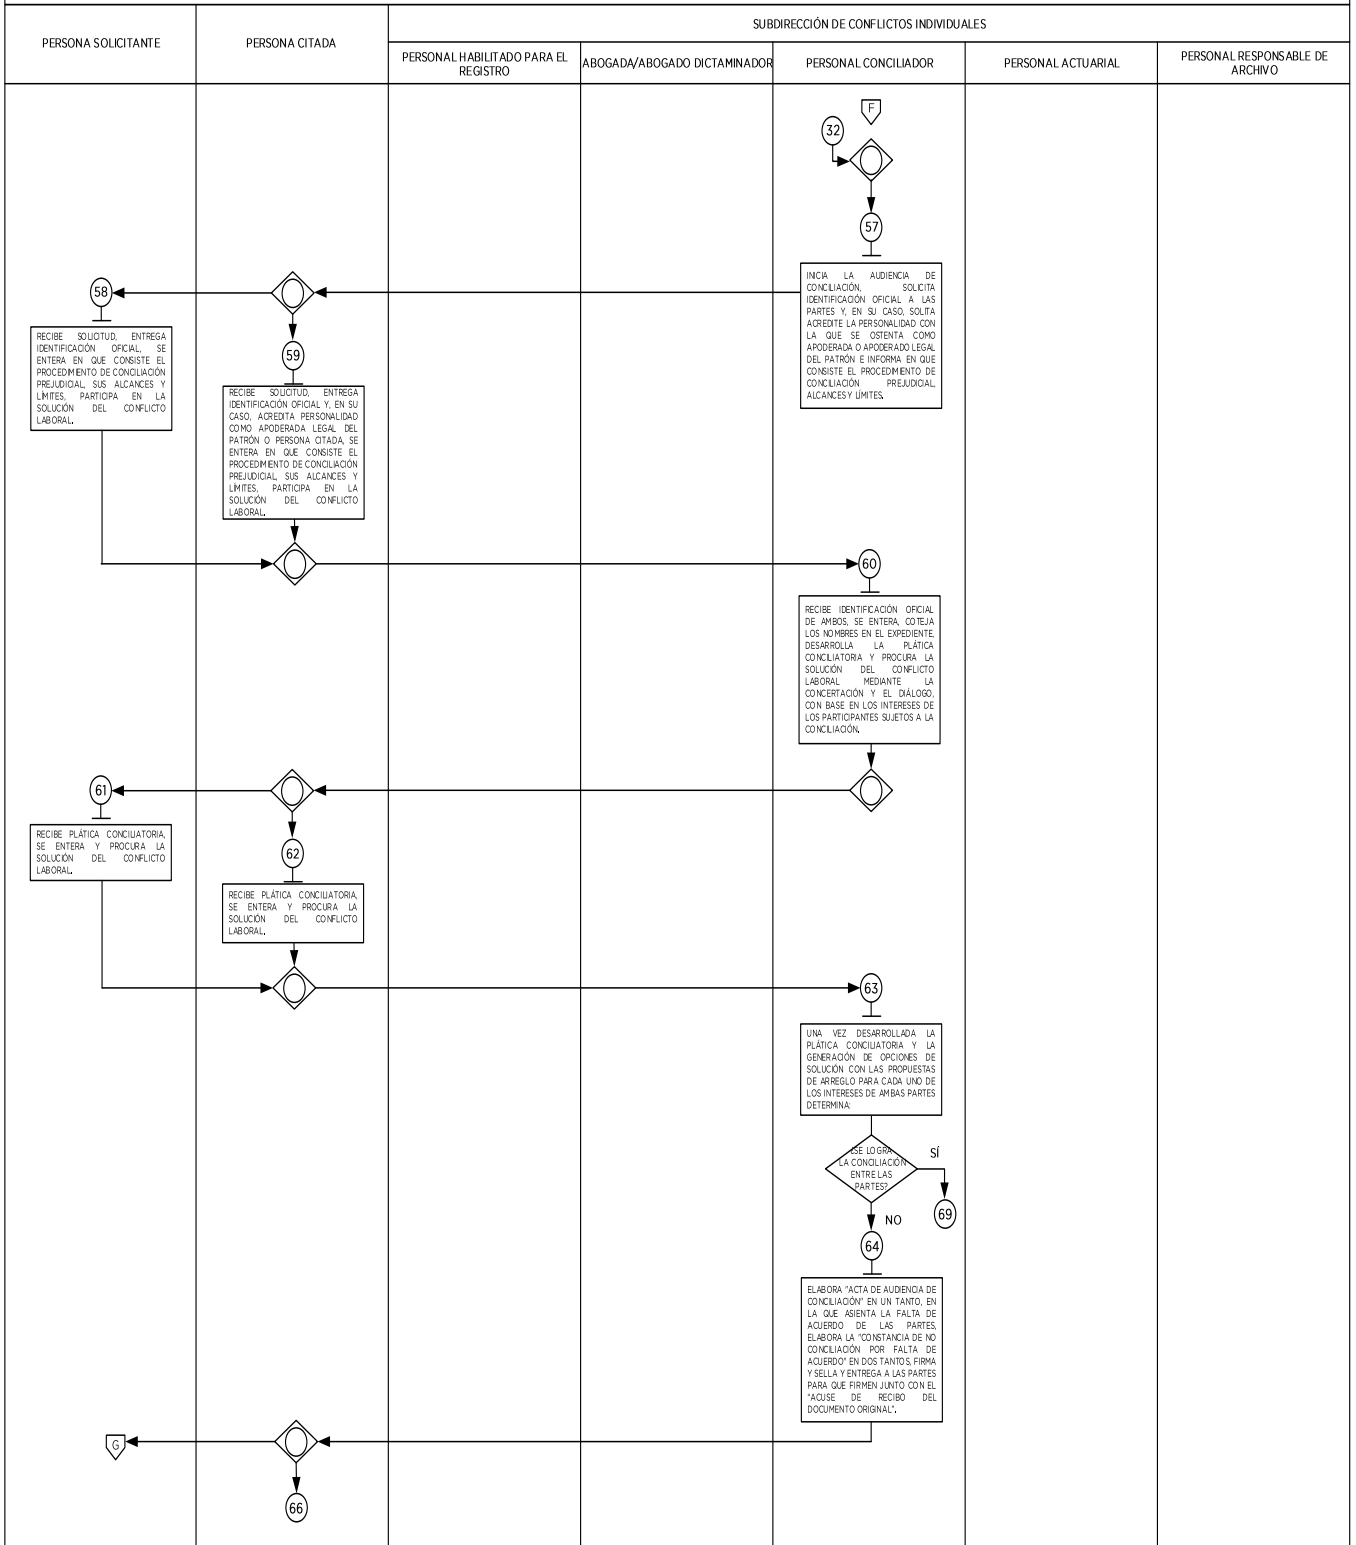 SUBDIRECCIÓN DE CONFLICTOS INDIVIDUALES
PERSONA SOLICITANTE
PERSONA CITADA
PERSONAL HABILITADO PARA EL
REGISTRO
ABOGADA/ABOGADO DICTAMINADOR
PERSONAL CONCILIADOR
PERSONAL ACTUARIAL
PERSONAL RESPONSABLE DE
ARCHIVO
F
32
57
INICIA LA AUDIENCIA DE
CONCILIACIÓN, SOLICITA
IDENTIFICACIÓN OFICIAL A LAS
PARTES Y, EN SU CASO, SOLITA
ACREDITE LA PERSONALIDAD CON
LA QUE SE OSTENTA COMO
APODERADA O APODERADO LEGAL
DEL PATRÓN E INFORMA EN QUE
CONSISTE EL PROCEDIMIENTO DE
CONCILIACIÓN PREJUDICIAL,
ALCANCES Y LÍMITES.
58
RECIBE SOLICITUD, ENTREGA
IDENTIFICACIÓN OFICIAL, SE
ENTERA EN QUE CONSISTE EL
PROCEDIMIENTO DE CONCILIACIÓN
PREJUDICIAL, SUS ALCANCES Y
LÍMITES, PARTICIPA EN LA
SOLUCIÓN DEL CONFLICTO
LABORAL.
59
RECIBE SOLICITUD, ENTREGA
IDENTIFICACIÓN OFICIAL Y, EN SU
CASO, ACREDITA PERSONALIDAD
COMO APODERADA LEGAL DEL
PATRÓN O PERSONA CITADA, SE
ENTERA EN QUE CONSISTE EL
PROCEDIMIENTO DE CONCILIACIÓN
PREJUDICIAL, SUS ALCANCES Y
LÍMITES, PARTICIPA EN LA
SOLUCIÓN DEL CONFLICTO
LABORAL.
60
RECIBE IDENTIFICACIÓN OFICIAL
DE AMBOS, SE ENTERA, COTEJA
LOS NOMBRES EN EL EXPEDIENTE,
DESARROLLA LA PLÁTICA
CONCILIATORIA Y PROCURA LA
SOLUCIÓN DEL CONFLICTO
LABORAL MEDIANTE LA
CONCERTACIÓN Y EL DIÁLOGO,
CON BASE EN LOS INTERESES DE
LOS PARTICIPANTES SUJETOS A LA
CONCILIACIÓN.
61
RECIBE PLÁTICA CONCILIATORIA,
SE ENTERA Y PROCURA LA
SOLUCIÓN DEL CONFLICTO
LABORAL.
62
RECIBE PLÁTICA CONCILIATORIA,
SE ENTERA Y PROCURA LA
SOLUCIÓN DEL CONFLICTO
LABORAL.
63
UNA VEZ DESARROLLADA LA
PLÁTICA CONCILIATORIA Y LA
GENERACIÓN DE OPCIONES DE
SOLUCIÓN CON LAS PROPUESTAS
DE ARREGLO PARA CADA UNO DE
LOS INTERESES DE AMBAS PARTES
DETERMINA:
¿SE LOGRA
LA CONCILIACIÓN
ENTRE LAS
PARTES?
SÍ
69
NO
64
ELABORA "ACTA DE AUDIENCIA DE
CONCILIACIÓN" EN UN TANTO, EN
LA QUE ASIENTA LA FALTA DE
ACUERDO DE LAS PARTES,
ELABORA LA "CONSTANCIA DE NO
CONCILIACIÓN POR FALTA DE
ACUERDO" EN DOS TANTOS, FIRMA
Y SELLA Y ENTREGA A LAS PARTES
PARA QUE FIRMEN JUNTO CON EL
"ACUSE DE RECIBO DEL
DOCUMENTO ORIGINAL".
G
66